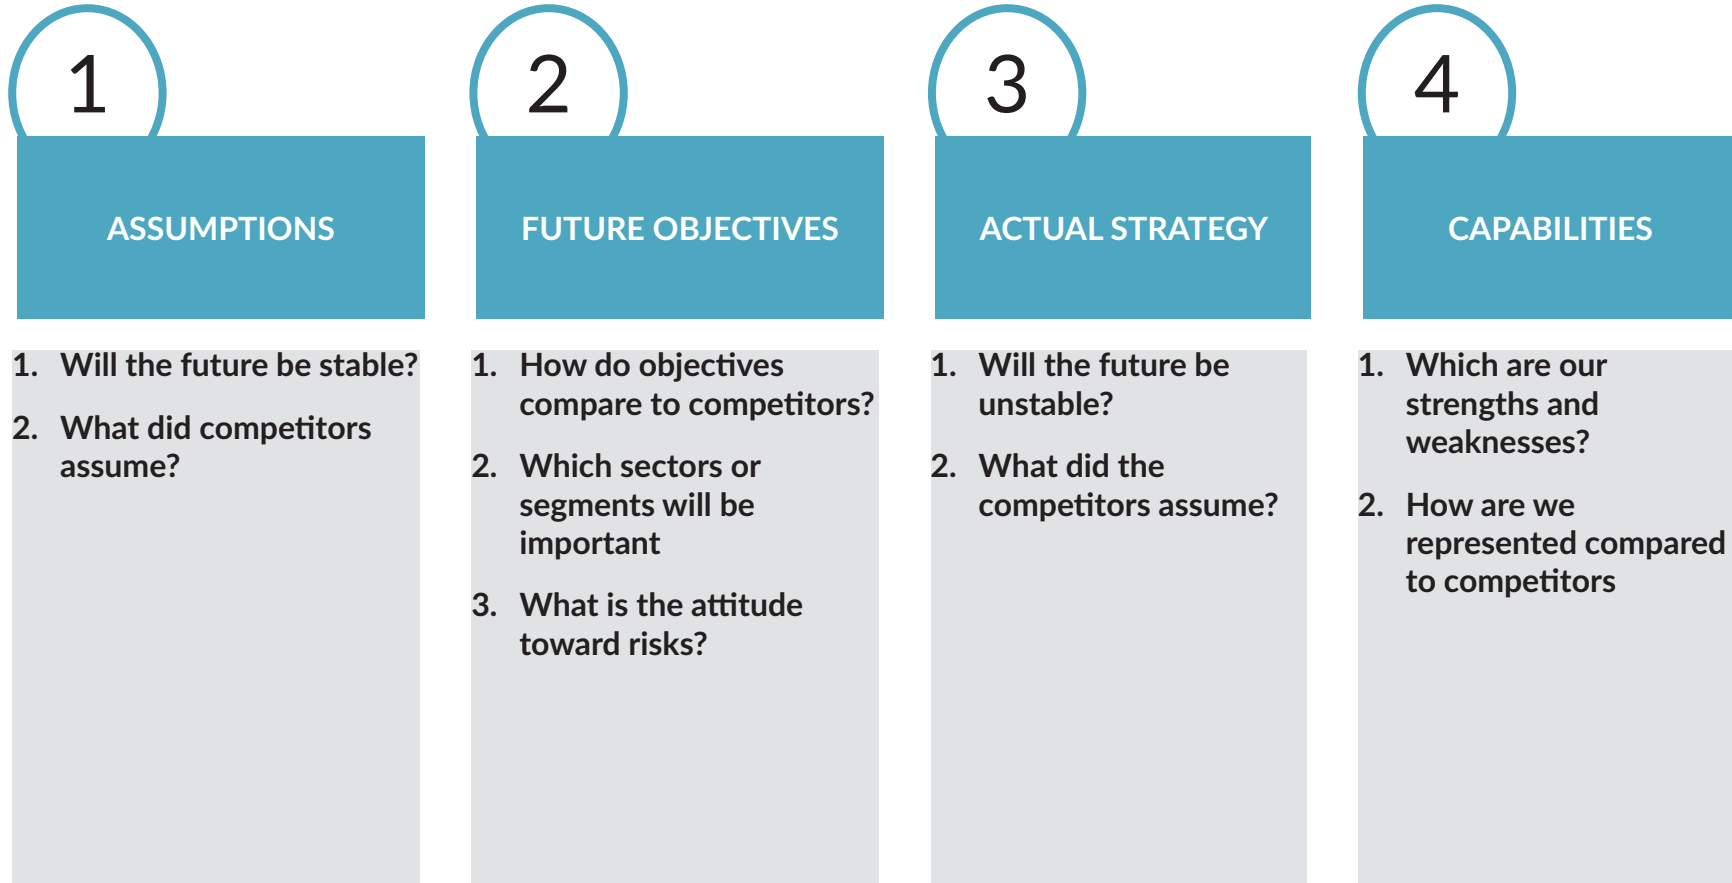 1
ASSUMPTIONS
1. Will the future be stable?
2. What did competitors
assume?
2
FUTURE OBJECTIVES
1. How do objectives
compare to competitors?
2. Which sectors or
segments will be
important
3. What is the attitude
toward risks?
3
ACTUAL STRATEGY
1. Will the future be
unstable?
2. What did the
competitors assume?
4
CAPABILITIES
1. Which are our
strengths and
weaknesses?
2. How are we
represented compared
to competitors